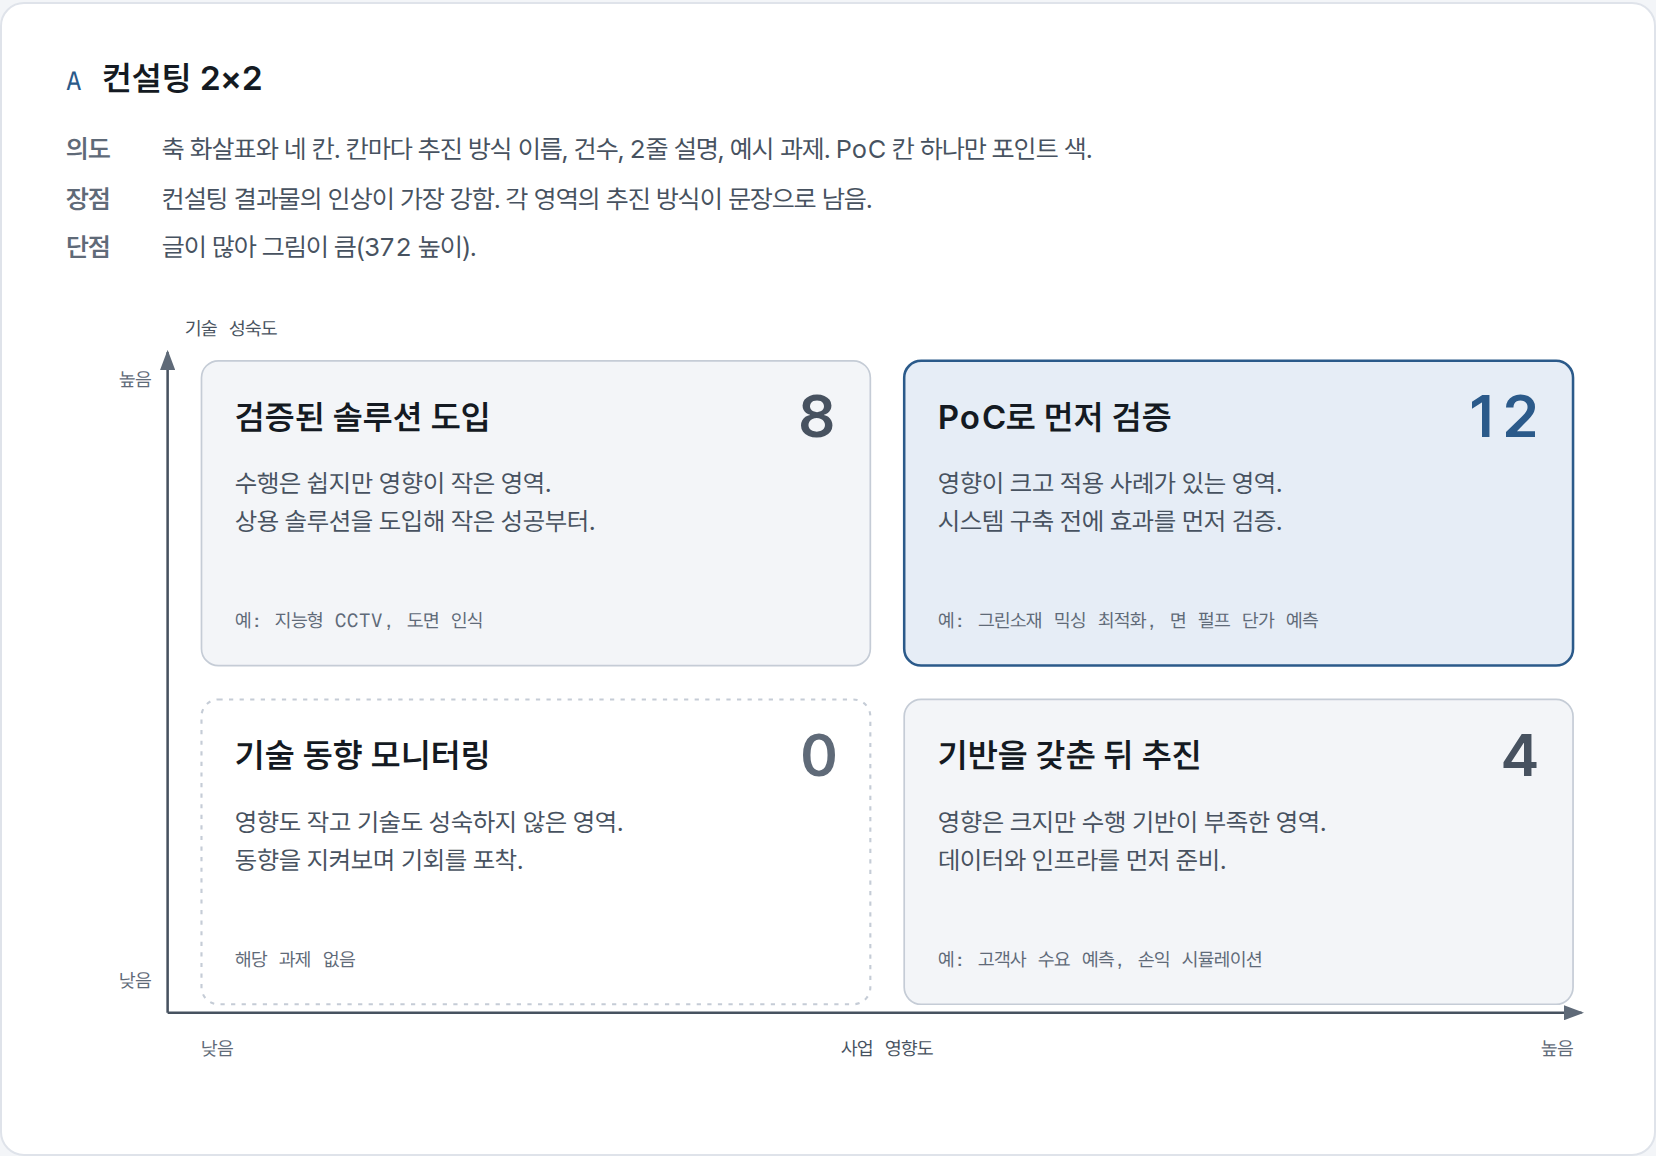 A 컨설팅 2×2
의도 축 화살표와 네 칸. 칸마다 추진 방식 이름, 건수, 2줄 설명, 예시 과제. PoC 칸 하나만 포인트 색.
장점 컨설팅 결과물의 인상이 가장 강함. 각 영역의 추진 방식이 문장으로 남음.
단점 글이 많아 그림이 큼(372 높이).
기술 성숙도
높음
검증된 솔루션 도입 8
수행은 쉽지만 영향이 작은 영역.
상용 솔루션을 도입해 작은 성공부터.
예: 지능형 CCTV, 도면 인식
PoC로 먼저 검증 12
영향이 크고 적용 사례가 있는 영역.
시스템 구축 전에 효과를 먼저 검증.
예: 그린소재 믹싱 최적화, 면 펄프 단가 예측
기술 동향 모니터링 0
영향도 작고 기술도 성숙하지 않은 영역.
동향을 지켜보며 기회를 포착.
해당 과제 없음
기반을 갖춘 뒤 추진 4
영향은 크지만 수행 기반이 부족한 영역.
데이터와 인프라를 먼저 준비.
예: 고객사 수요 예측, 손익 시뮬레이션
낮음
낮음 사업 영향도 높음